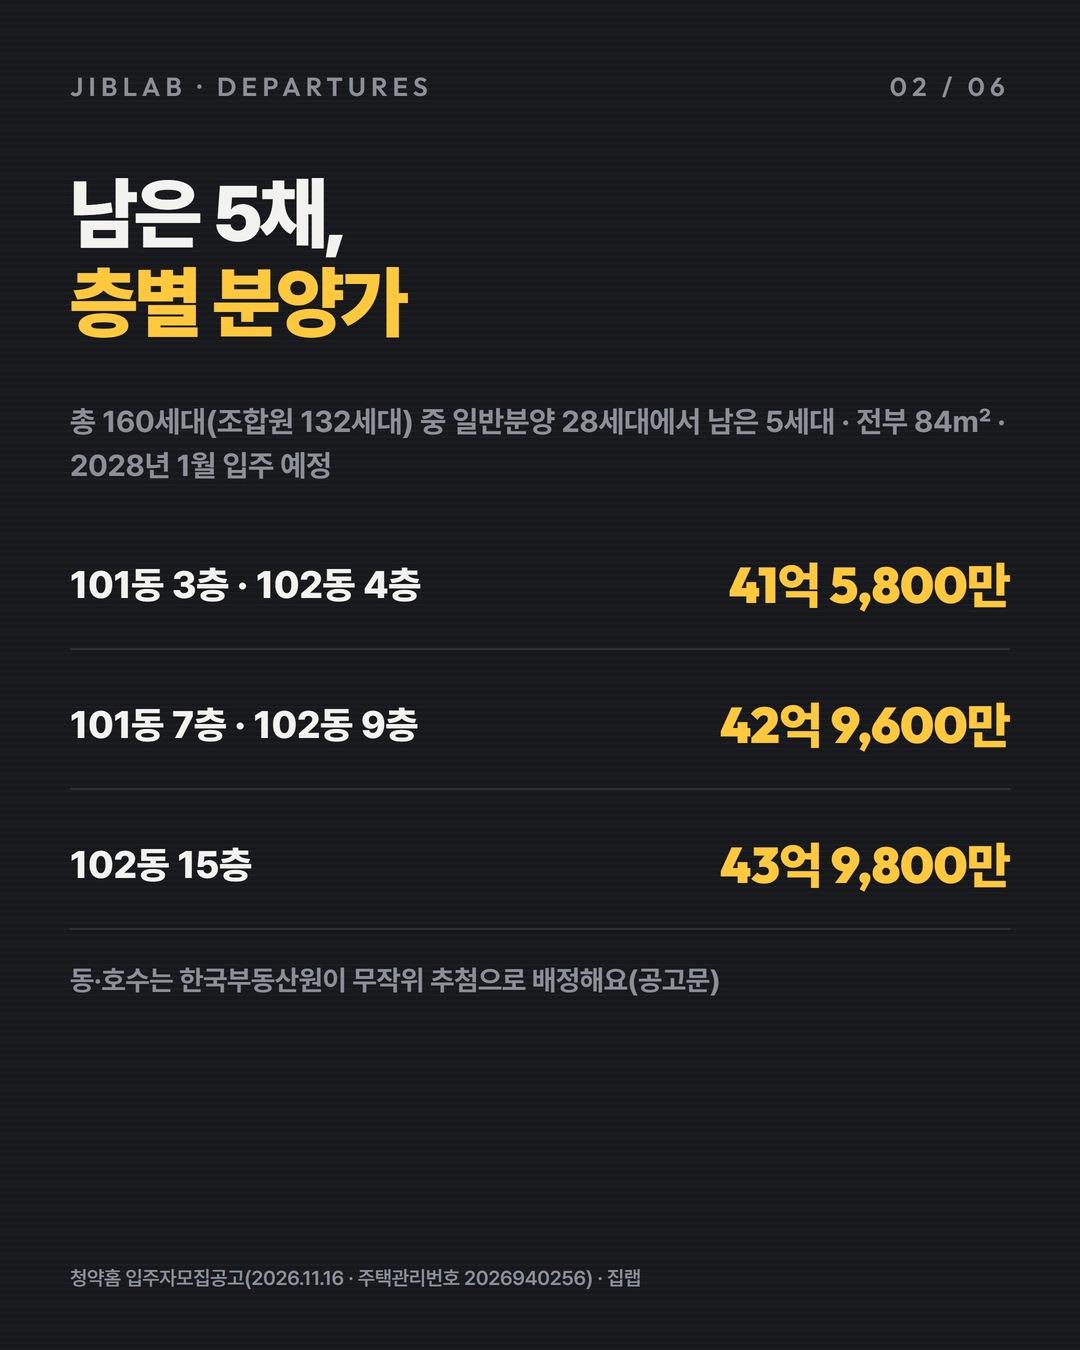 JIBLAB · DEPARTURES
02 / 06
남은 5채,
층별 분양가
총 160세대(조합원 132세대) 중 일반분양 28세대에서 남은 5세대 · 전부 84m² ·
2028년 1월 입주 예정
101동 3층 · 102동 4층
41억 5,800만
101동 7층 · 102동 9층
42억 9,600만
102동 15층
43억 9,800만
동·호수는 한국부동산원이 무작위 추첨으로 배정해요(공고문)
청약홈 입주자모집공고(2026.11.16 · 주택관리번호 2026940256) · 집랩